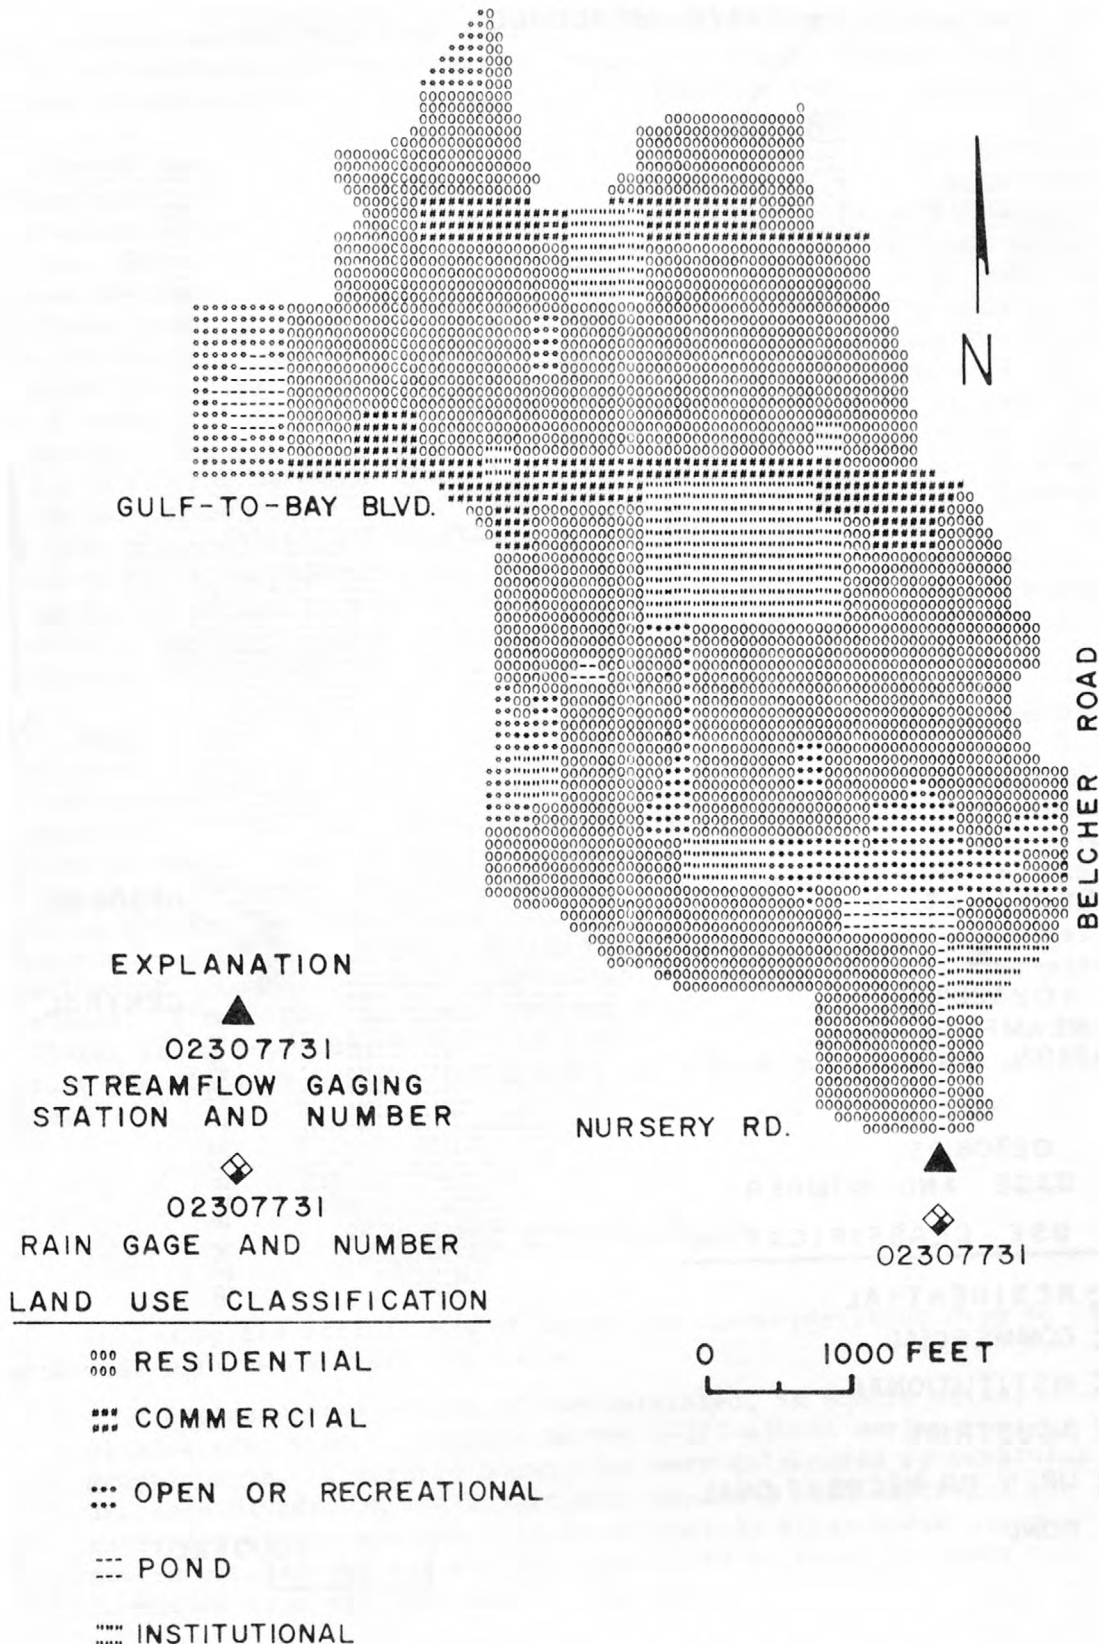 N
GULF-TO-BAY BLVD.
BELCHER ROAD
EXPLANATION
02307731
STREAMFLOW GAGING
STATION AND NUMBER
NURSERY RD.
02307731
RAIN GAGE AND NUMBER
02307731
LAND USE CLASSIFICATION
RESIDENTIAL
0 1000 FEET
COMMERCIAL
OPEN OR RECREATIONAL
POND
INSTITUTIONAL